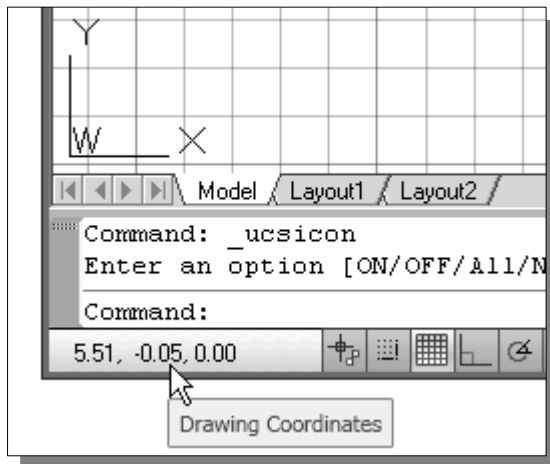 Y
W X
Model Layout1 Layout2
Command: _ucsicon
Enter an option [ON/OFF/All/N
Command:
5.51, -0.05, 0.00
Drawing Coordinates